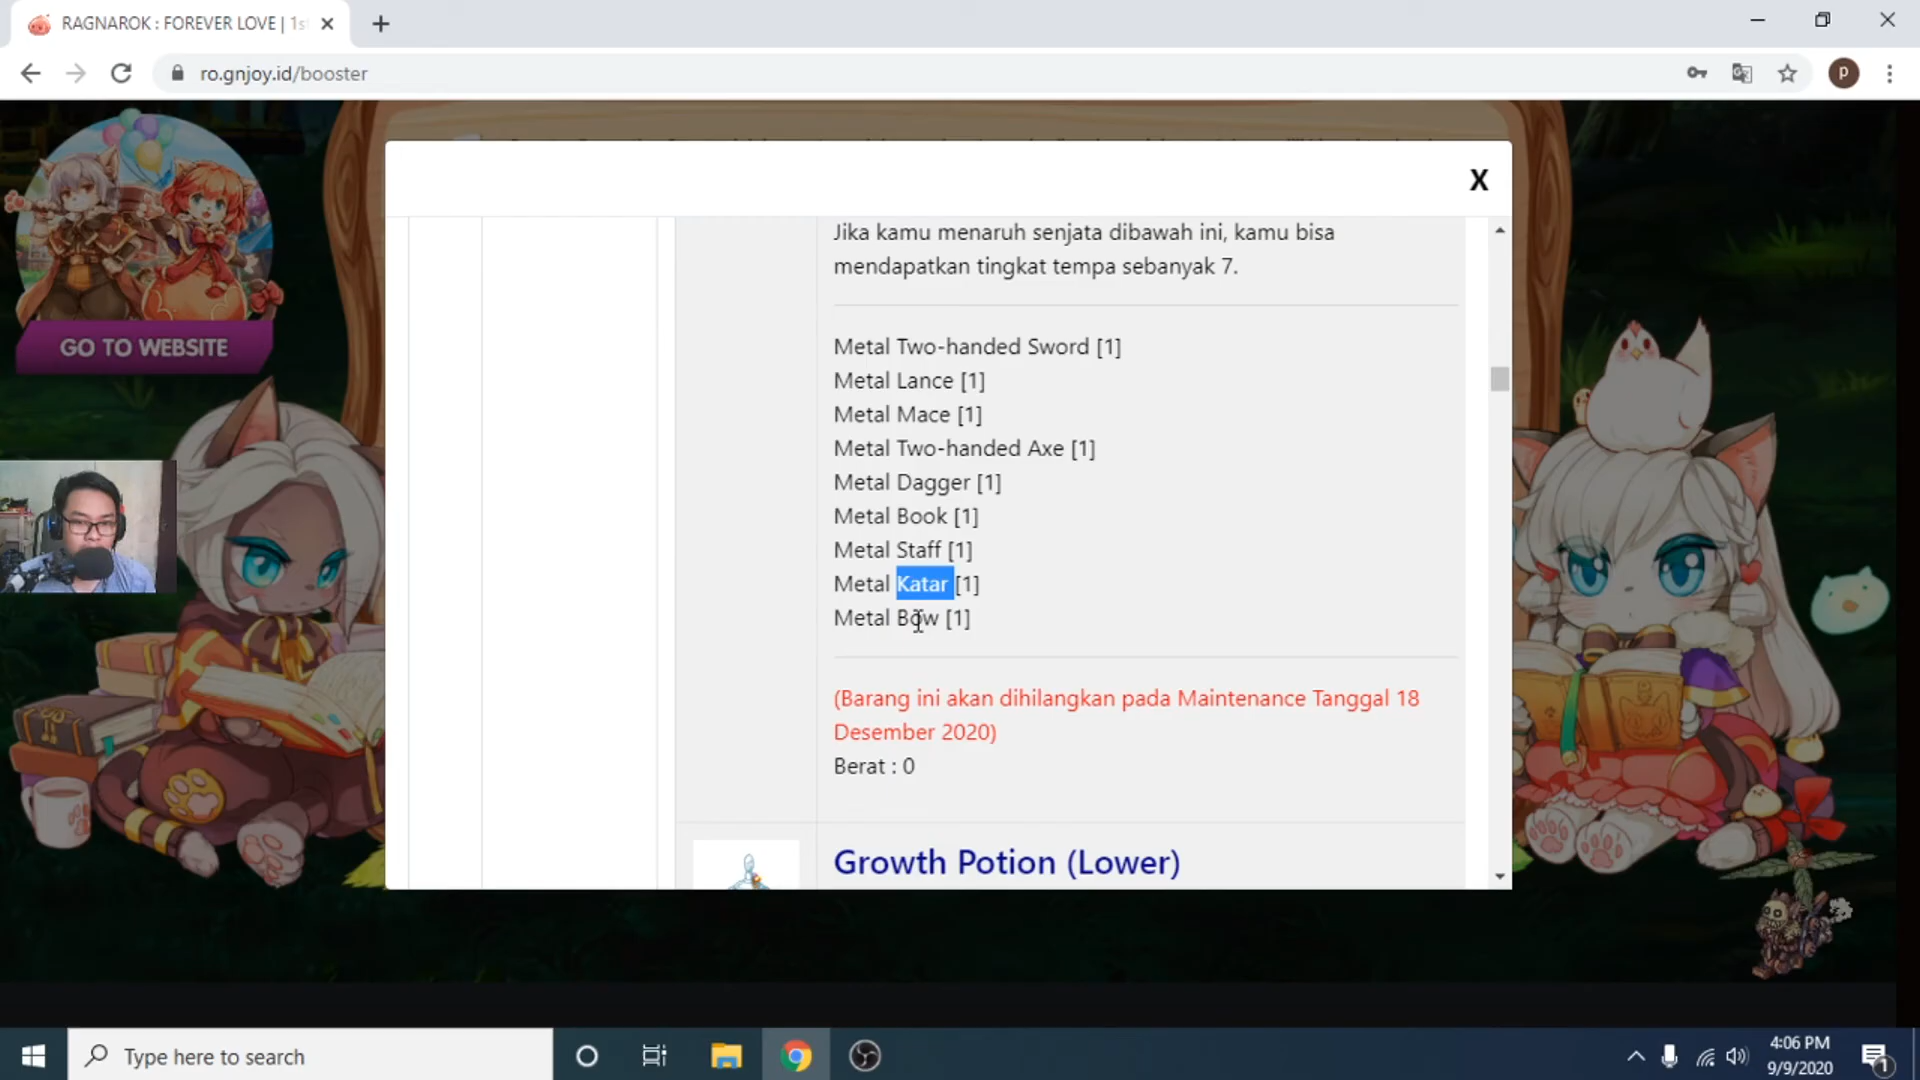 RAGNAROK : FOREVER LOVE | 1s
ro.gnjoy.id/booster
P
GO TO WEBSITE
X
Jika kamu menaruh senjata dibawah ini, kamu bisa
mendapatkan tingkat tempa sebanyak 7.
Metal Two-handed Sword [1]
Metal Lance [1]
Metal Mace [1]
Metal Two-handed Axe [1]
Metal Dagger [1]
Metal Book [1]
Metal Staff [1]
Metal Katar [1]
Metal Bow [1]
(Barang ini akan dihilangkan pada Maintenance Tanggal 18
Desember 2020)
Berat : 0
Growth Potion (Lower)
Type here to search
4:06 PM
9/9/2020
1